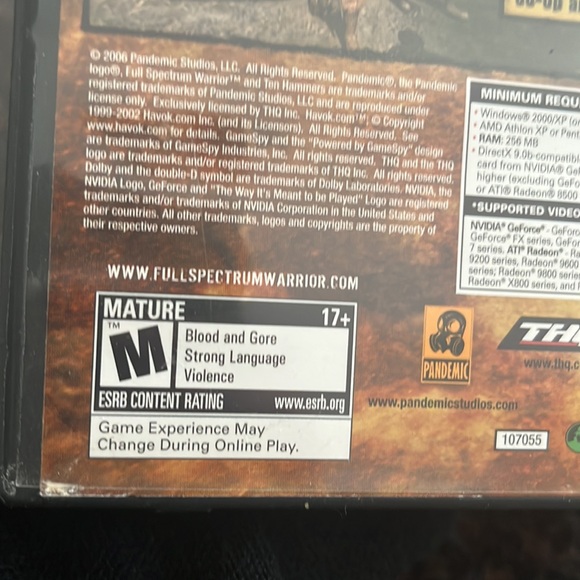 © 2006 Pandemic Studios, LLC. All Rights Reserved. Pandemic®, the Pandemic
logo®, Full Spectrum Warrior™ and Ten Hammers are trademarks and/or
registered trademarks of Pandemic Studios, LLC and are reproduced under
license only. Exclusively licensed by THQ Inc. Havok.com™; © Copyright
1999-2002 Havok.com Inc. (and its Licensors). All Rights Reserved. See
www.havok.com for details. GameSpy and the "Powered by GameSpy" design
are trademarks of GameSpy Industries, Inc. All rights reserved. THQ and the THQ
logo are trademarks and/or registered trademarks of THQ Inc. All rights reserved.
Dolby and the double-D symbol are trademarks of Dolby Laboratories. NVIDIA, the
NVIDIA Logo, GeForce and "The Way It's Meant to be Played" Logo are registered
trademarks and/or trademarks of NVIDIA Corporation in the United States and
other countries. All other trademarks, logos and copyrights are the property of
their respective owners.
WWW.FULLSPECTRUMWARRIOR.COM
MATURE 17+
M™
Blood and Gore
Strong Language
Violence
ESRB CONTENT RATING www.esrb.org
Game Experience May
Change During Online Play.
MINIMUM REQU
• Windows® 2000/XP
• AMD Athlon XP or
• RAM: 256 MB
• DirectX 9.0b-compatib
card from NVIDIA®
higher (excluding
or ATI® Radeon® 8500
*SUPPORTED VIDEO
NVIDIA® GeForce® -
GeForce® FX series,
7 series. ATI® Radeon® -
9200 series, Radeon® 9600
series; Radeon® 9800
Radeon® X800 series, and
PANDEMIC
www.pandemicstudios.com
TH
www.thq.c
107055